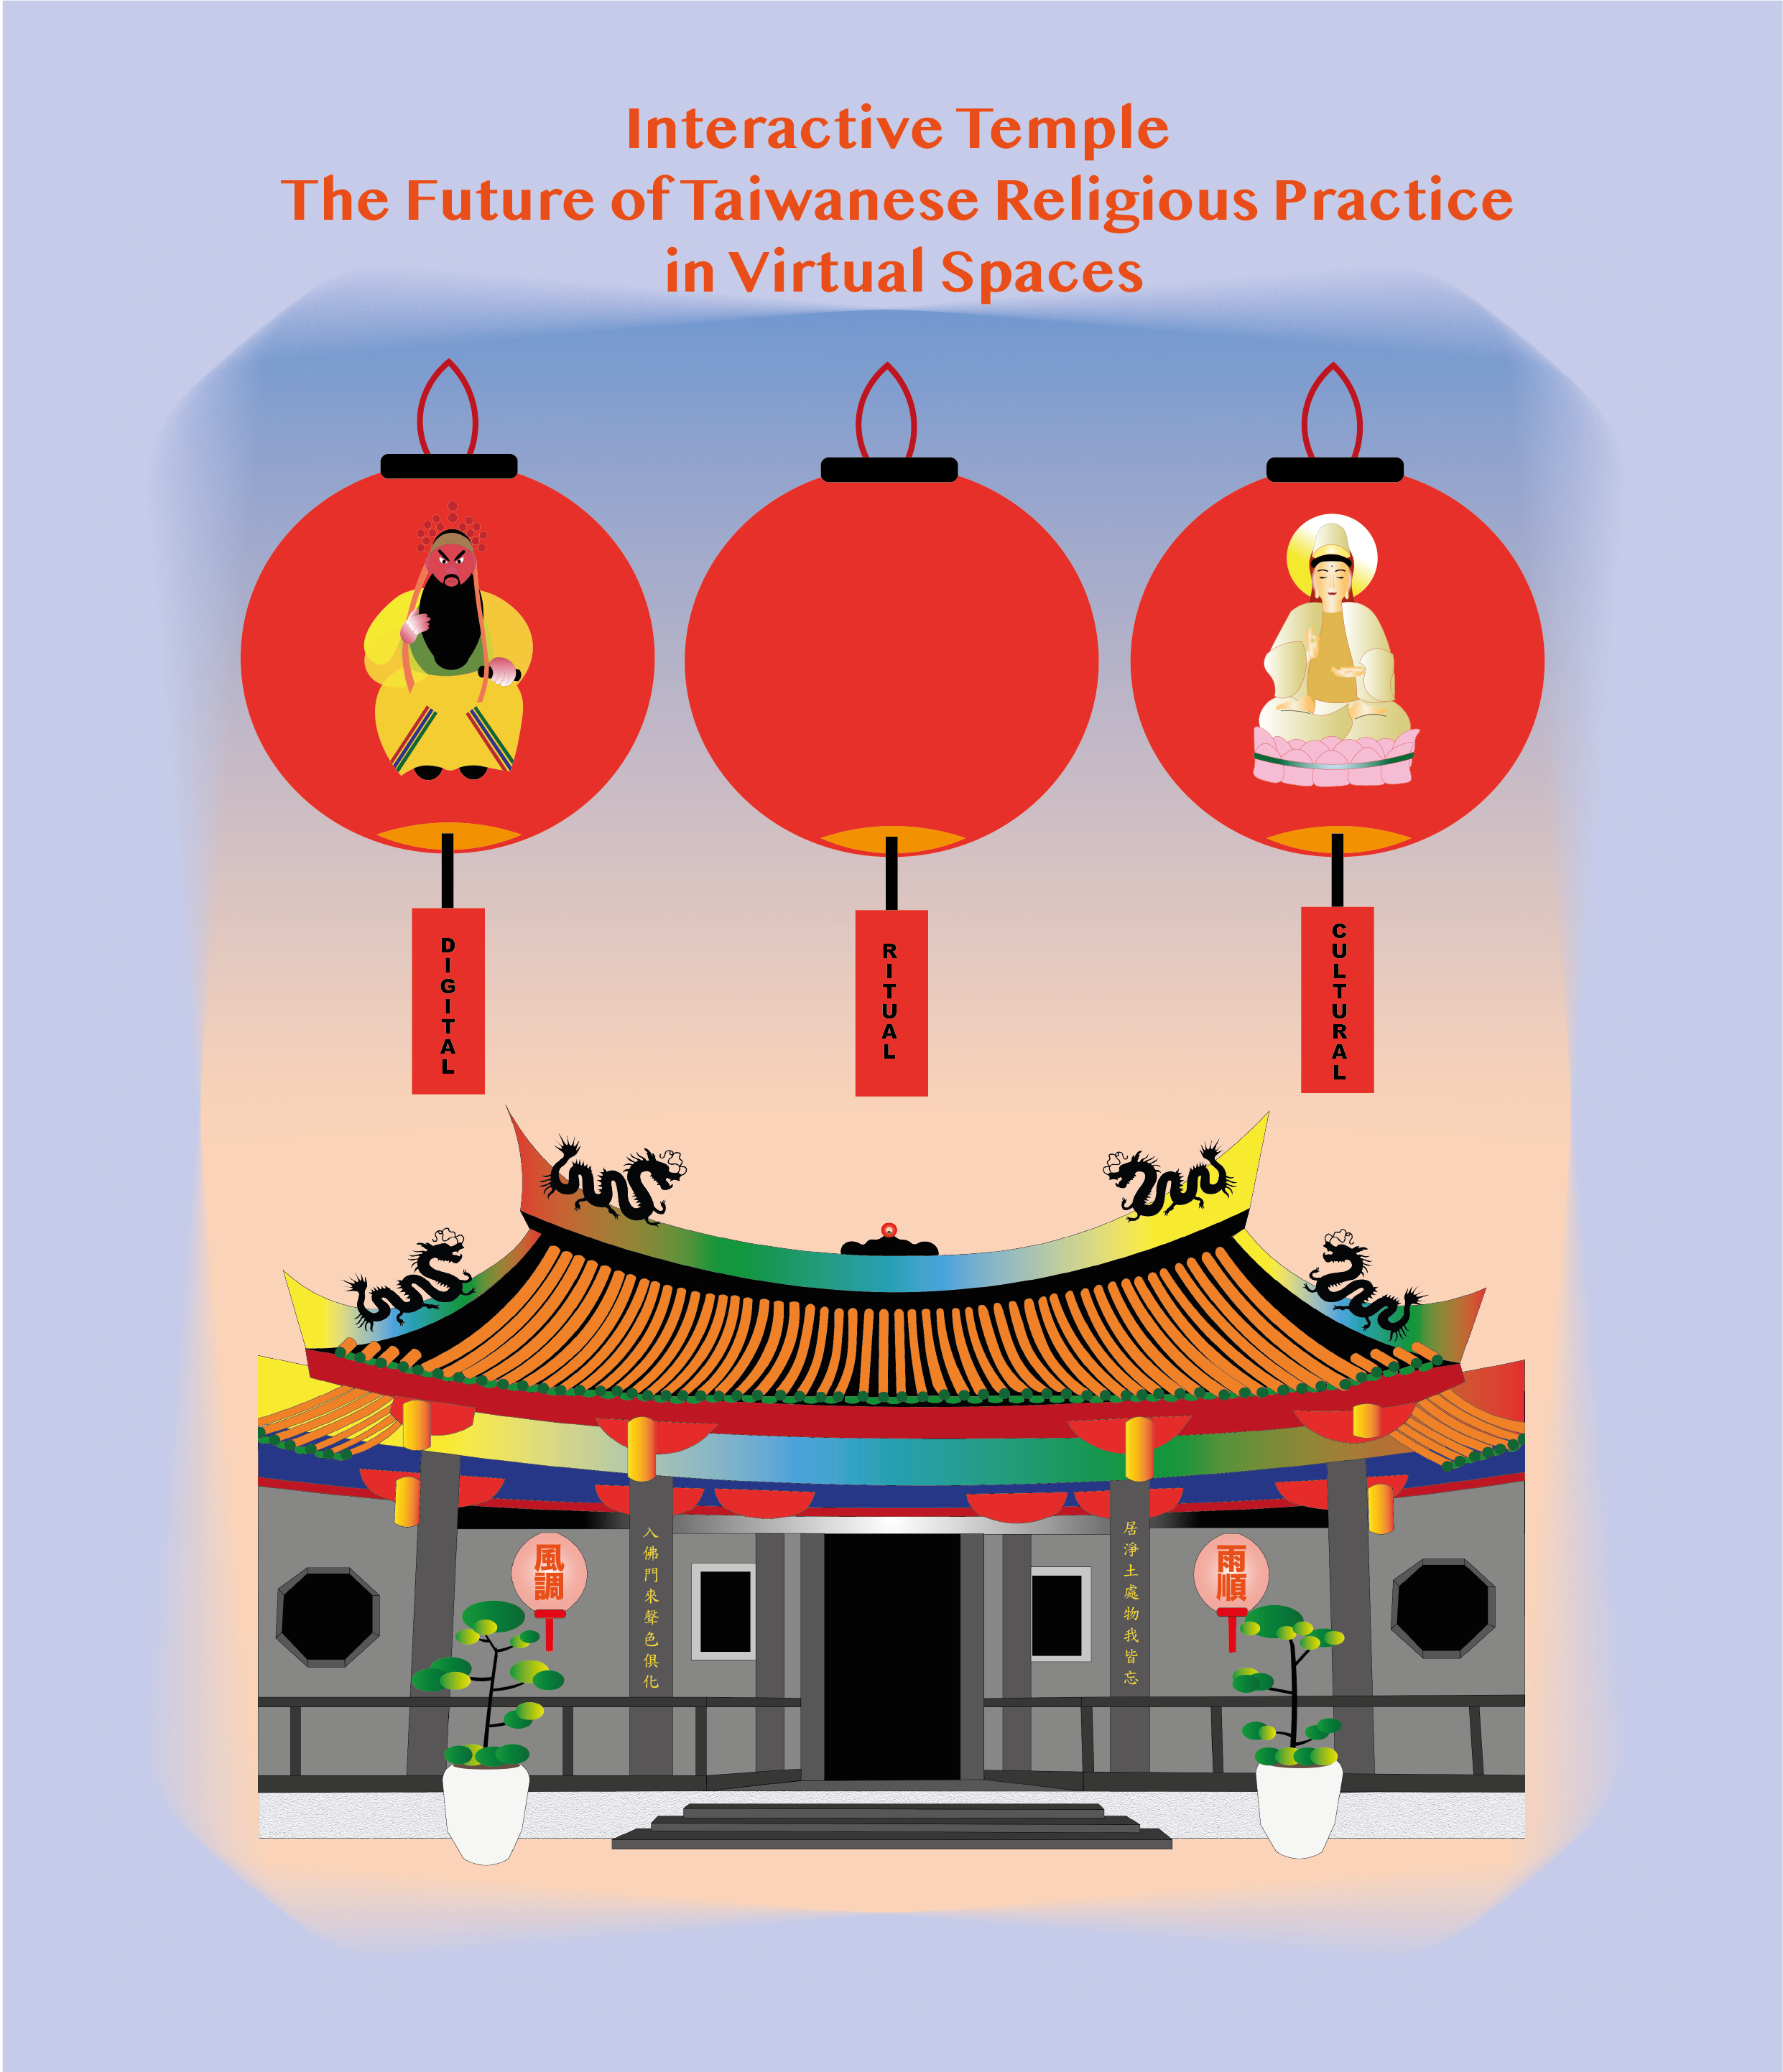 Interactive Temple
The Future of Taiwanese Religious Practice
in Virtual Spaces
DIGITAL
RITUAL
CULTURAL
風調
雨順
入佛門來聲色俱化
居淨土處物我皆忘